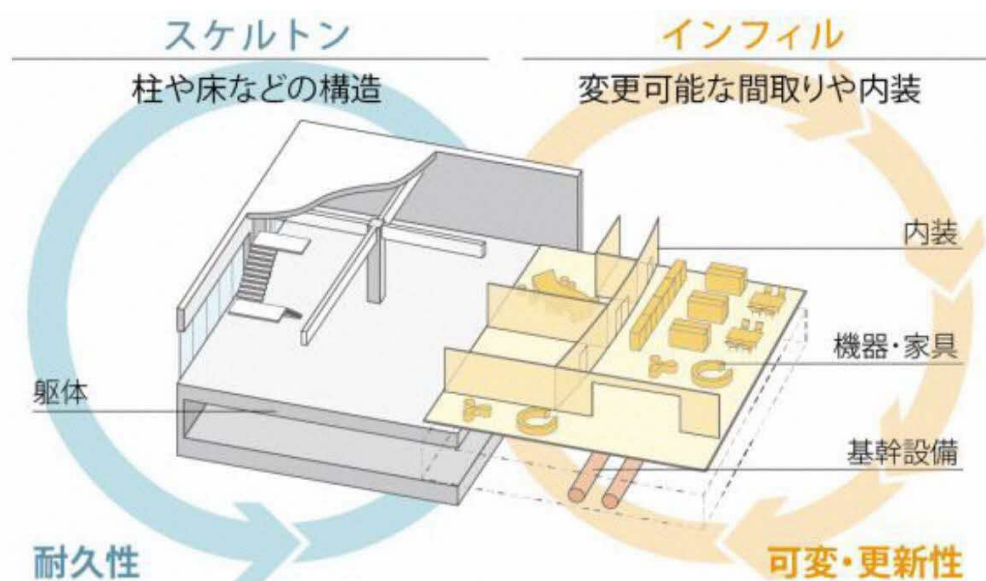 スケルトン
柱や床などの構造
インフィル
変更可能な間取りや内装
内装
機器・家具
躯体
基幹設備
耐久性
可変・更新性